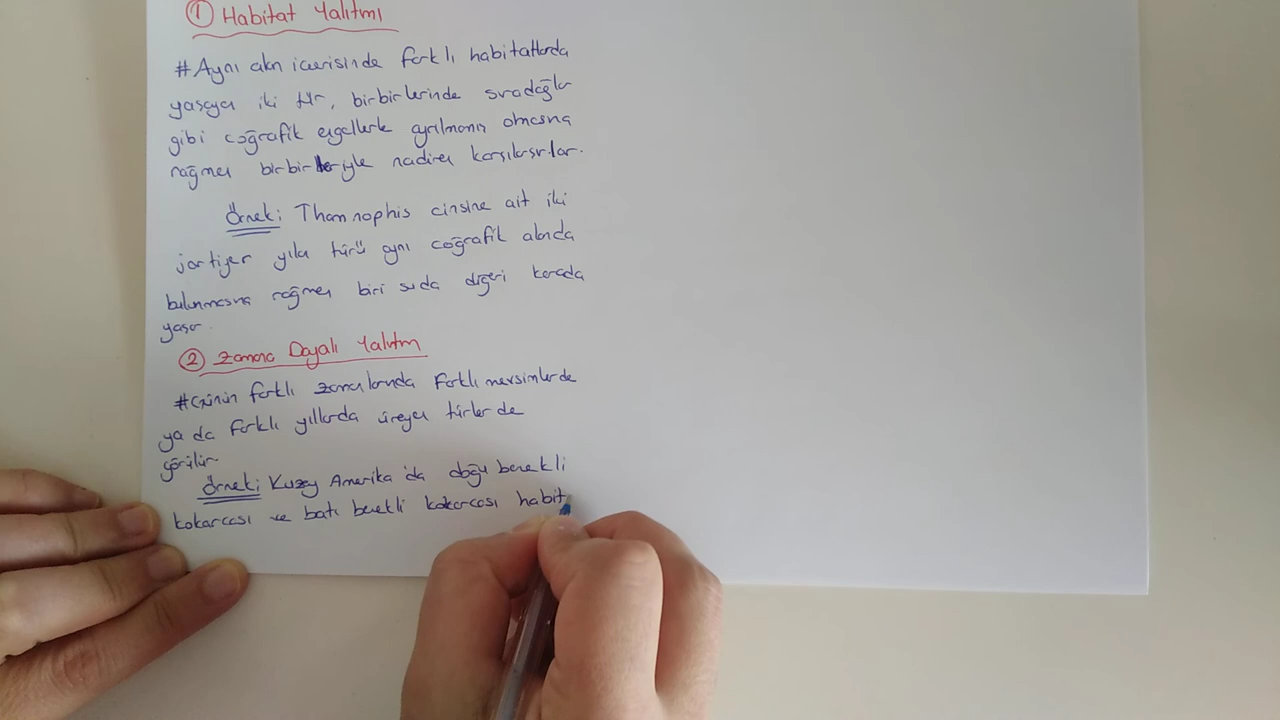 ① Habitat Yalıtımı
#Aynı alan içerisinde farklı habitatlarda
yaşayan iki tür, birbirlerinde sıradağlar
gibi coğrafik engellerle ayrılmamış olmasına
rağmen birbirleriyle nadiren karşılaşırlar.
Örnek: Thamnophis cinsine ait iki
jartiyer yılan türü aynı coğrafik alanda
bulunmasına rağmen biri suda diğeri karada
yaşar.
② Zamana Dayalı Yalıtım
#Günün farklı zamanlarında farklı mevsimlerde
ya da farklı yıllarda üreyen türlerde
görülür.
Örnek: Kuzey Amerika'da doğu benekli
kokarcası ve batı benekli kokarcası habit